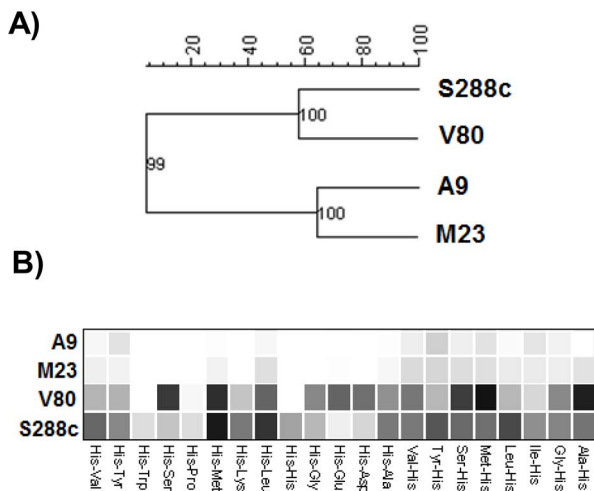 A)
20 40 60 80 100
S288c
100
V80
99
A9
100
M23
B)
A9
M23
V80
S288c
His-Val
His-Tyr
His-Trp
His-Ser
His-Pro
His-Met
His-Lys
His-Leu
His-His
His-Gly
His-Glu
His-Asp
His-Ala
Val-His
Tyr-His
Ser-His
Met-His
Leu-His
Ile-His
Gly-His
Ala-His